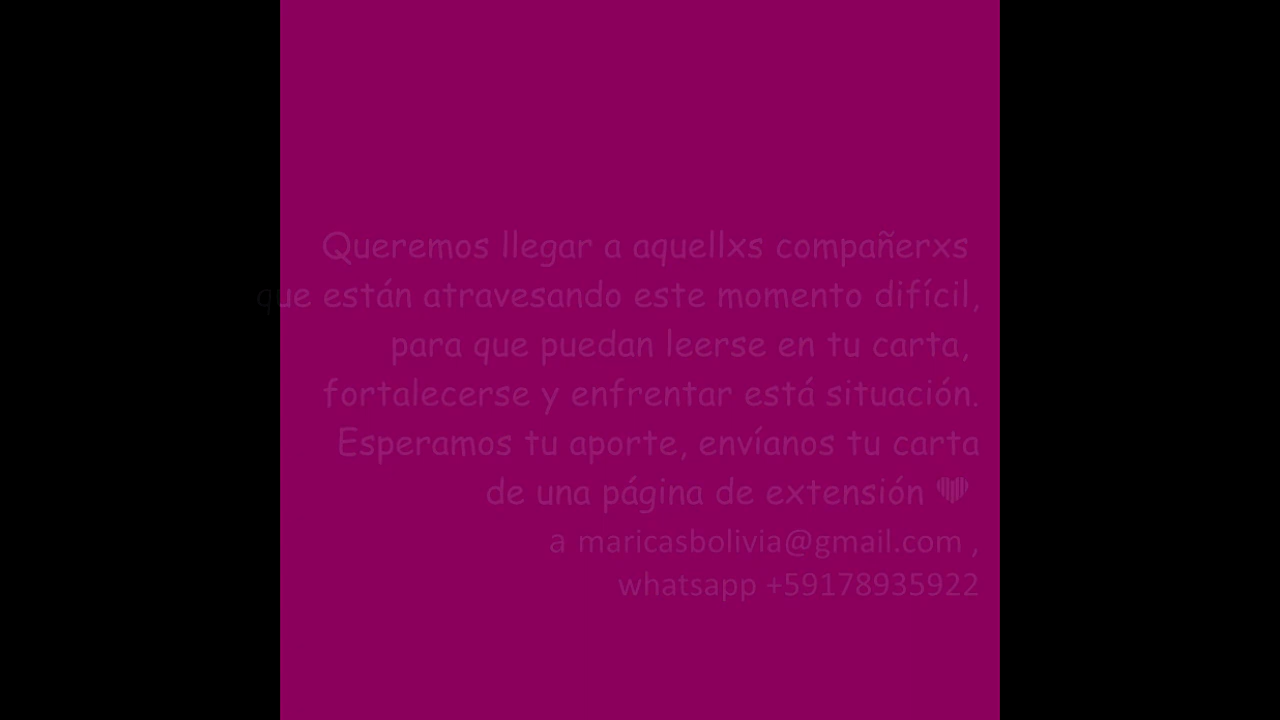 Queremos llegar a aquellxs compañerxs
que están atravesando este momento difícil,
para que puedan leerse en tu carta,
fortalecerse y enfrentar está situación.
Esperamos tu aporte, envíanos tu carta
de una página de extensión 🖤
a maricasbolivia@gmail.com ,
whatsapp +59178935922